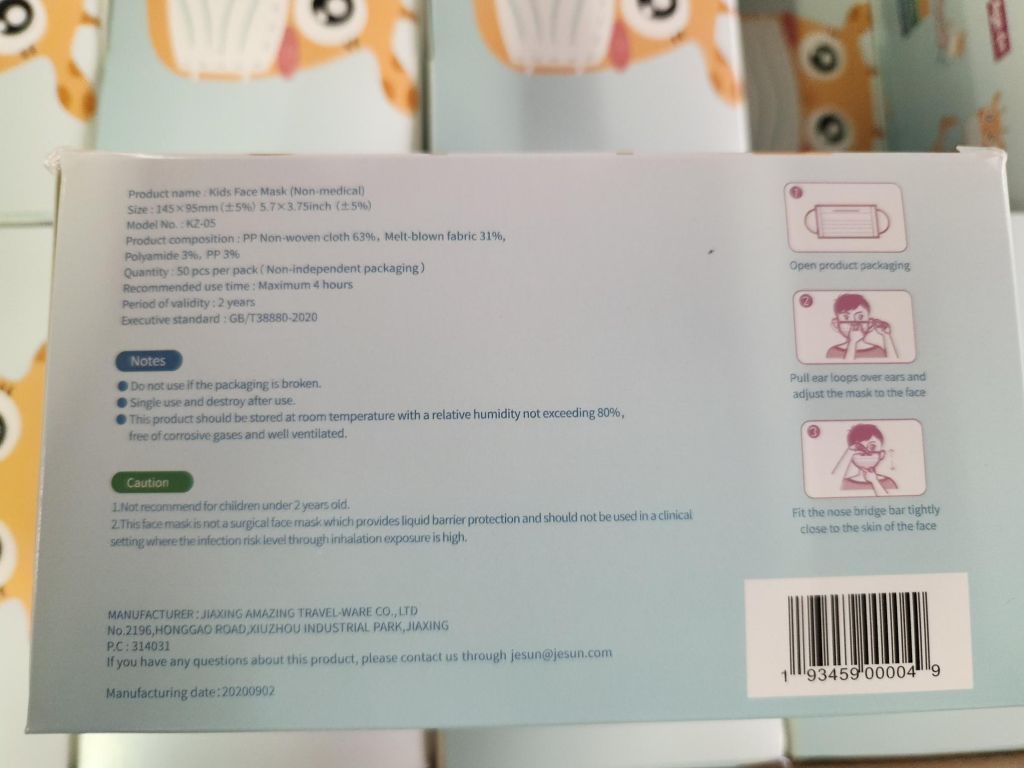 Product name : Kids Face Mask (Non-medical)
Size : 145×95mm (±5%) 5.7×3.75inch (±5%)
Model No. : KZ-05
Product composition : PP Non-woven cloth 63%, Melt-blown fabric 31%,
Polyamide 3%, PP 3%
Quantity : 50 pcs per pack ( Non-independent packaging )
Recommended use time : Maximum 4 hours
Period of validity : 2 years
Executive standard : GB/T38880-2020
Notes
Do not use if the packaging is broken.
Single use and destroy after use.
This product should be stored at room temperature with a relative humidity not exceeding 80%,
free of corrosive gases and well ventilated.
Caution
1.Not recommend for children under 2 years old.
2.This face mask is not a surgical face mask which provides liquid barrier protection and should not be used in a clinical
setting where the infection risk level through inhalation exposure is high.
MANUFACTURER : JIAXING AMAZING TRAVEL-WARE CO., LTD
No.2196,HONGGAO ROAD,XIUZHOU INDUSTRIAL PARK,JIAXING
P.C : 314031
If you have any questions about this product, please contact us through jesun@jesun.com
Manufacturing date: 20200902
1
Open product packaging
2
Pull ear loops over ears and
adjust the mask to the face
3
Fit the nose bridge bar tightly
close to the skin of the face
1 93459 00004 9